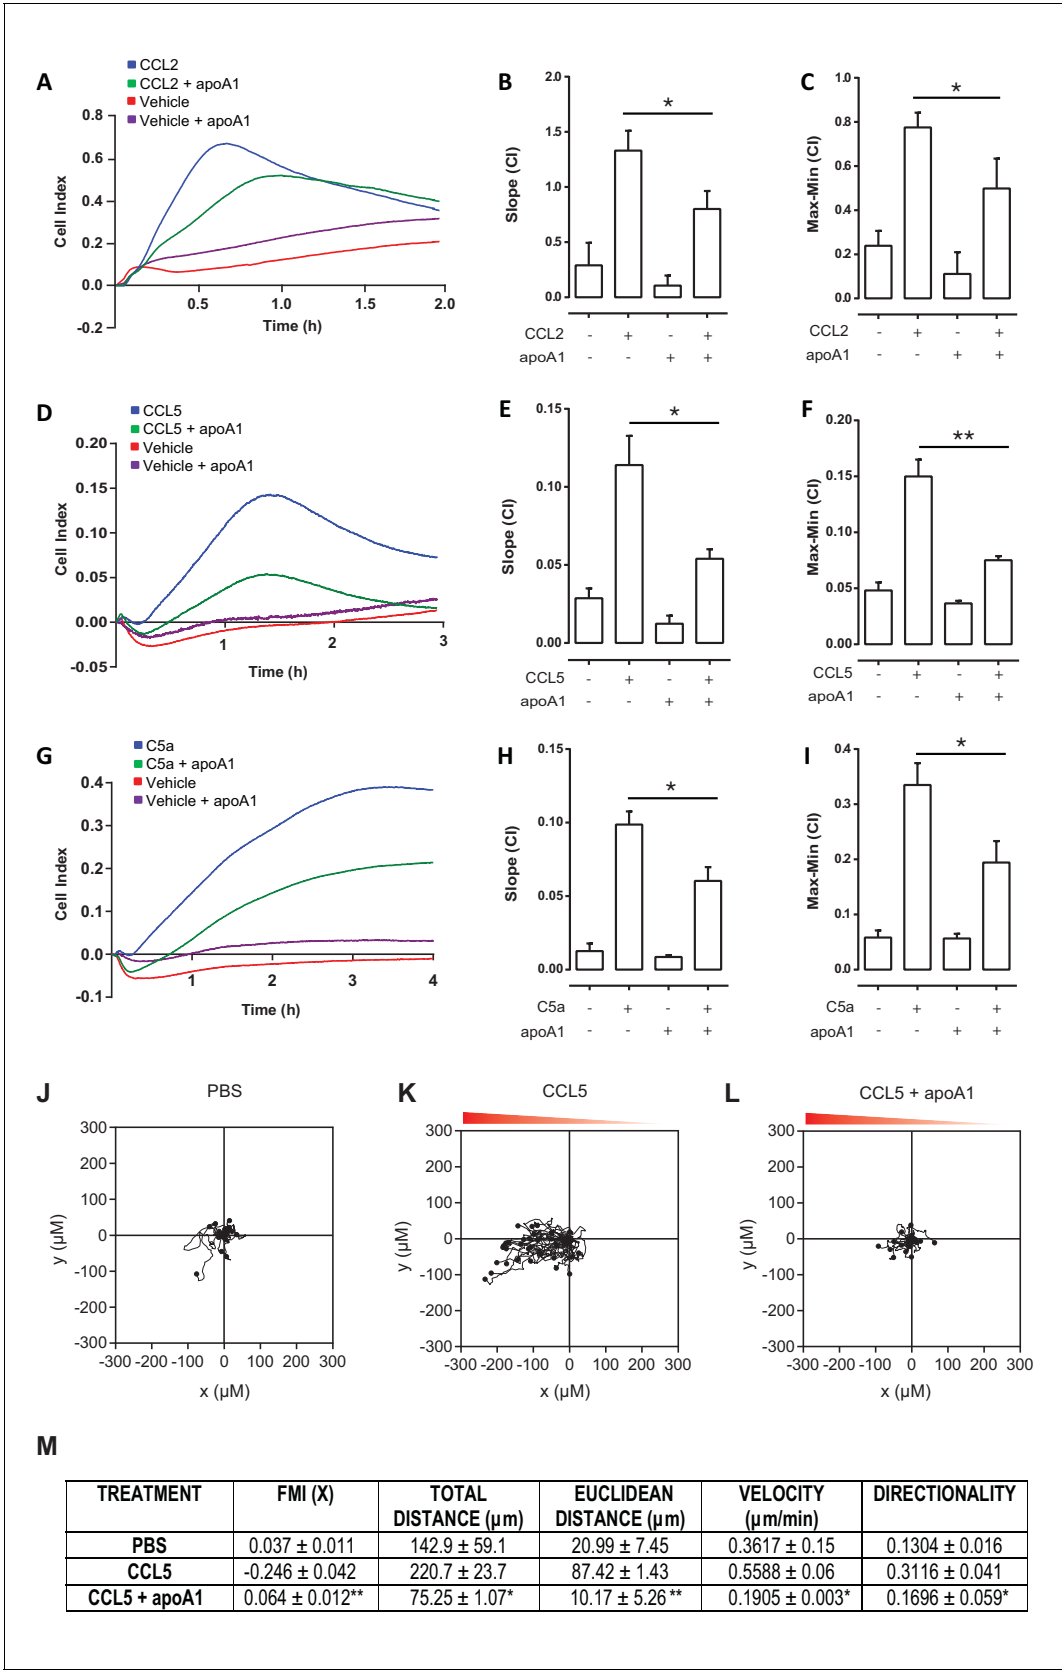 A
CCL2
CCL2 + apoA1
Vehicle
Vehicle + apoA1
Cell Index
0.8
0.6
0.4
0.2
0.0
-0.2
0.5
1.0
1.5
2.0
Time (h)
B
Slope (CI)
2.0
1.5
1.0
0.5
0.0
*
CCL2 - + - +
apoA1 - - + +
C
Max-Min (CI)
1.0
0.8
0.6
0.4
0.2
0.0
*
CCL2 - + - +
apoA1 - - + +
D
CCL5
CCL5 + apoA1
Vehicle
Vehicle + apoA1
Cell Index
0.20
0.15
0.10
0.05
0.00
-0.05
1
2
3
Time (h)
E
Slope (CI)
0.15
0.10
0.05
0.00
*
CCL5 - + - +
apoA1 - - + +
F
Max-Min (CI)
0.20
0.15
0.10
0.05
0.00
**
CCL5 - + - +
apoA1 - - + +
G
C5a
C5a + apoA1
Vehicle
Vehicle + apoA1
Cell Index
0.4
0.3
0.2
0.1
0.0
-0.1
1
2
3
4
Time (h)
H
Slope (CI)
0.15
0.10
0.05
0.00
*
C5a - + - +
apoA1 - - + +
I
Max-Min (CI)
0.4
0.3
0.2
0.1
0.0
*
C5a - + - +
apoA1 - - + +
J
PBS
y (µM)
300
200
100
0
-100
-200
-300
-300 -200 -100 0 100 200 300
x (µM)
K
CCL5
y (µM)
300
200
100
0
-100
-200
-300
-300 -200 -100 0 100 200 300
x (µM)
L
CCL5 + apoA1
y (µM)
300
200
100
0
-100
-200
-300
-300 -200 -100 0 100 200 300
x (µM)
M
TREATMENT FMI (X) TOTAL DISTANCE (µm) EUCLIDEAN DISTANCE (µm) VELOCITY (µm/min) DIRECTIONALITY
PBS 0.037 ± 0.011 142.9 ± 59.1 20.99 ± 7.45 0.3617 ± 0.15 0.1304 ± 0.016
CCL5 -0.246 ± 0.042 220.7 ± 23.7 87.42 ± 1.43 0.5588 ± 0.06 0.3116 ± 0.041
CCL5 + apoA1 0.064 ± 0.012** 75.25 ± 1.07* 10.17 ± 5.26** 0.1905 ± 0.003* 0.1696 ± 0.059*